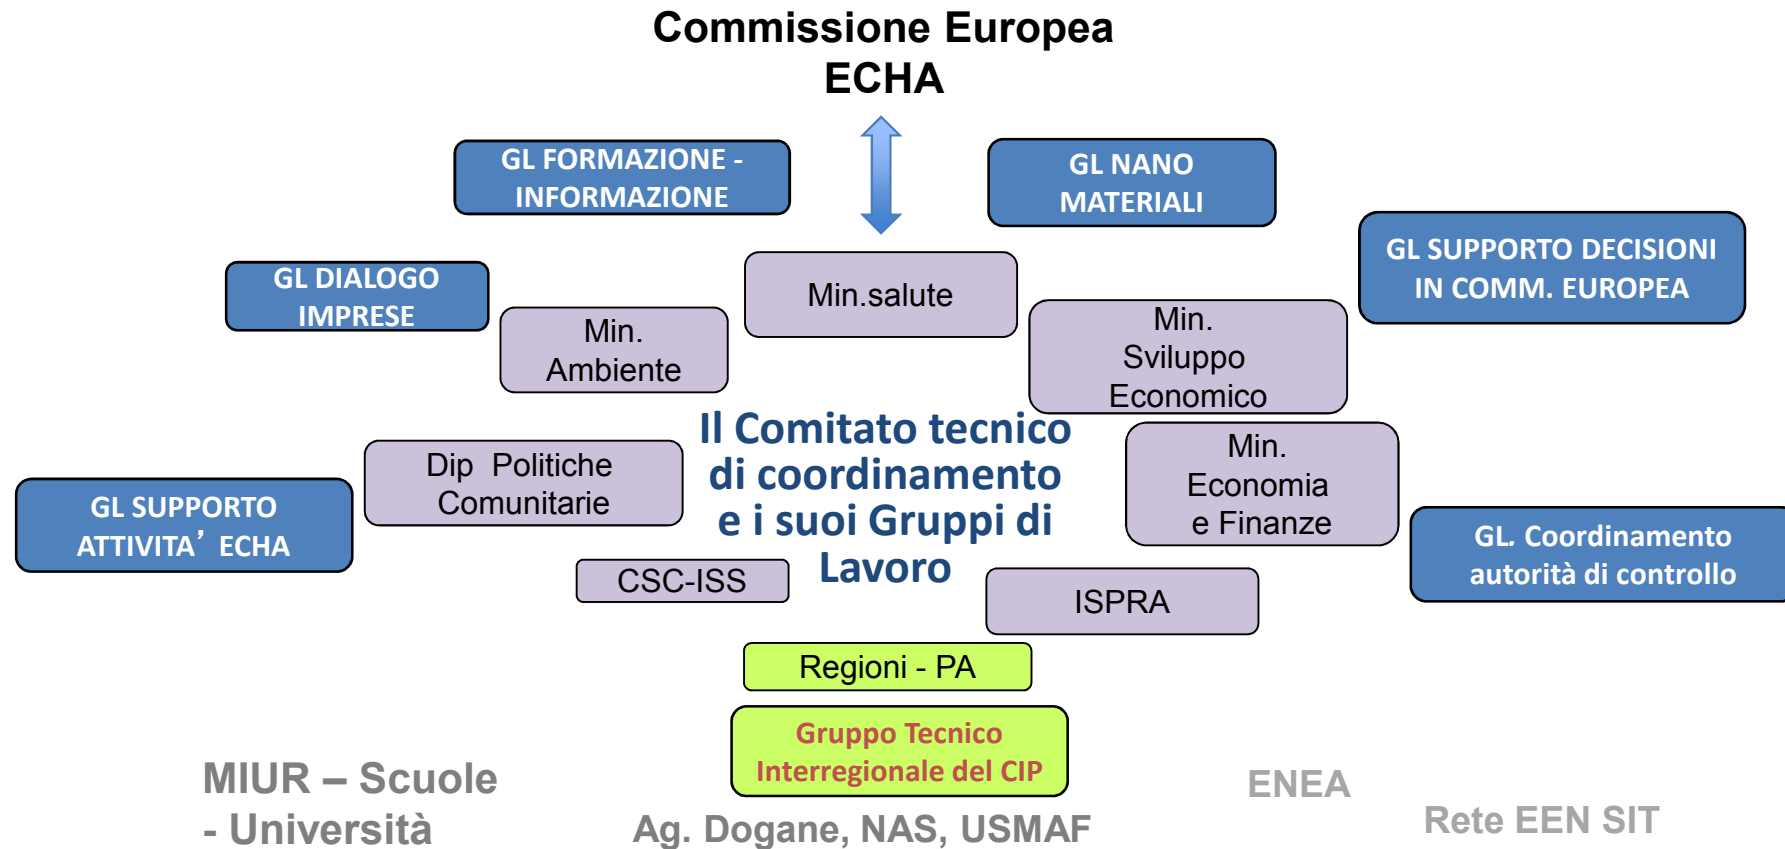 Commissione Europea
ECHA
GL FORMAZIONE -
INFORMAZIONE
GL NANO
MATERIALI
GL SUPPORTO DECISIONI
IN COMM. EUROPEA
GL DIALOGO
IMPRESE
Min.salute
Min.
Ambiente
Min.
Sviluppo
Economico
Il Comitato tecnico
di coordinamento
e i suoi Gruppi di
Lavoro
Dip Politiche
Comunitarie
Min.
Economia
e Finanze
GL SUPPORTO
ATTIVITA’ ECHA
GL. Coordinamento
autorità di controllo
CSC-ISS
ISPRA
Regioni - PA
Gruppo Tecnico
Interregionale del CIP
MIUR – Scuole
- Università
Ag. Dogane, NAS, USMAF
ENEA
Rete EEN SIT